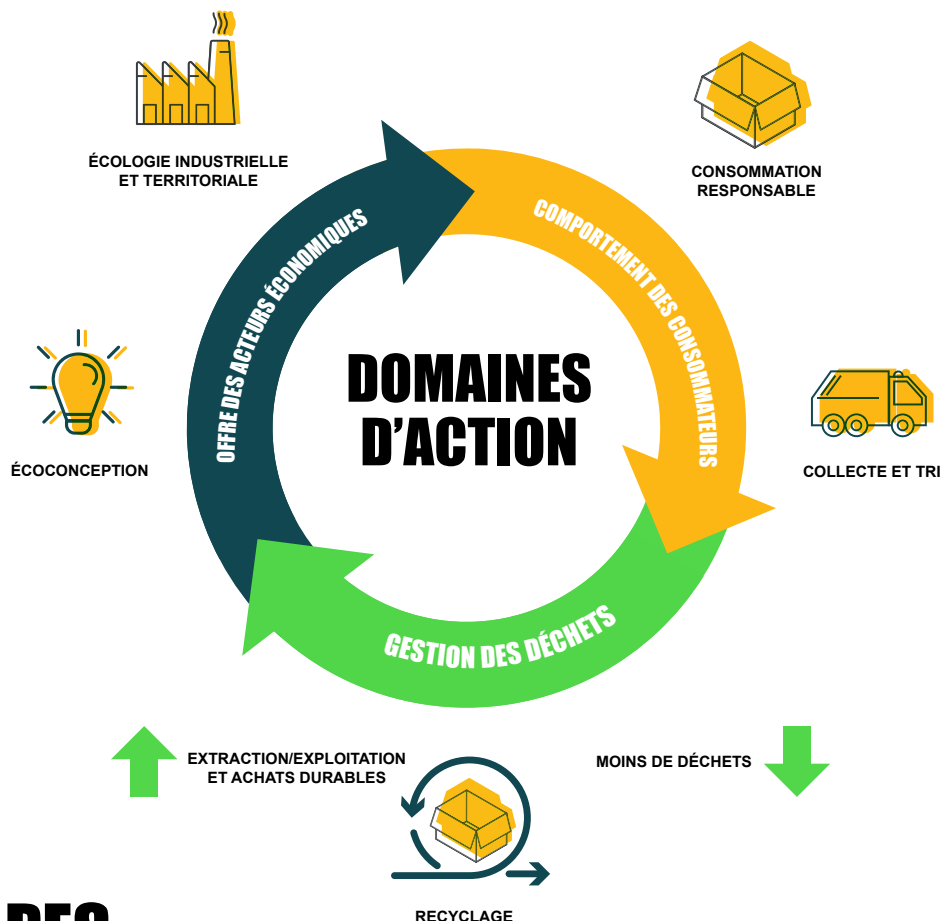 ÉCOLOGIE INDUSTRIELLE
ET TERRITORIALE
CONSOMMATION
RESPONSABLE
OFFRE DES ACTEURS ÉCONOMIQUES
COMPORTEMENT DES CONSOMMATEURS
DOMAINES
D'ACTION
ÉCOCONCEPTION
COLLECTE ET TRI
GESTION DES DÉCHETS
EXTRACTION/EXPLOITATION
ET ACHATS DURABLES
MOINS DE DÉCHETS
RECYCLAGE